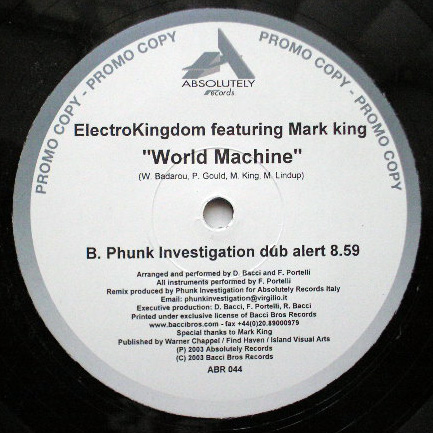 PROMO COPY - PROMO COPY
PROMO COPY - PROMO COPY
ABSOLUTELY
records
ElectroKingdom featuring Mark king
"World Machine"
(W. Badarou, P. Gould, M. King, M. Lindup)
B. Phunk Investigation dub alert 8.59
Arranged and performed by D. Bacci and F. Portelli
All instruments performed by F. Portelli
Remix produced by Phunk Investigation for Absolutely Records Italy
Email: phunkinvestigation@virgilio.it
Executive production: D. Bacci, F. Portelli, R. Bacci
Printed under exclusive license of Bacci Bros Records
www.baccibros.com - fax +44(0)20.89000979
Special thanks to Mark King
Published by Warner Chappel / Find Haven / Island Visual Arts
(P) 2003 Absolutely Records
(C) 2003 Bacci Bros Records
ABR 044